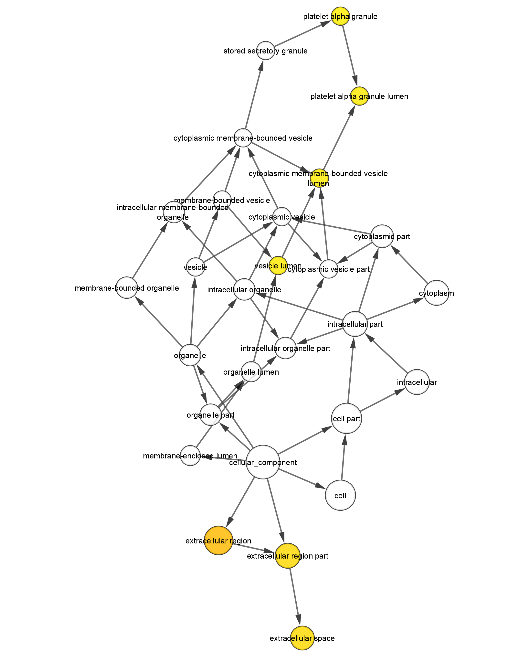 platelet alpha granule
stored secretory granule
platelet alpha granule lumen
cytoplasmic membrane-bounded vesicle
cytoplasmic membrane-bounded vesicle
lumen
membrane-bounded vesicle
intracellular membrane-bounded
organelle
cytoplasmic vesicle
cytoplasmic part
vesicle
vesicle lumen
cytoplasmic vesicle part
membrane-bounded organelle
intracellular organelle
cytoplasm
intracellular part
intracellular organelle part
organelle
organelle lumen
intracellular
organelle part
cell part
membrane-enclosed lumen
cellular_component
cell
extracellular region
extracellular region part
extracellular space